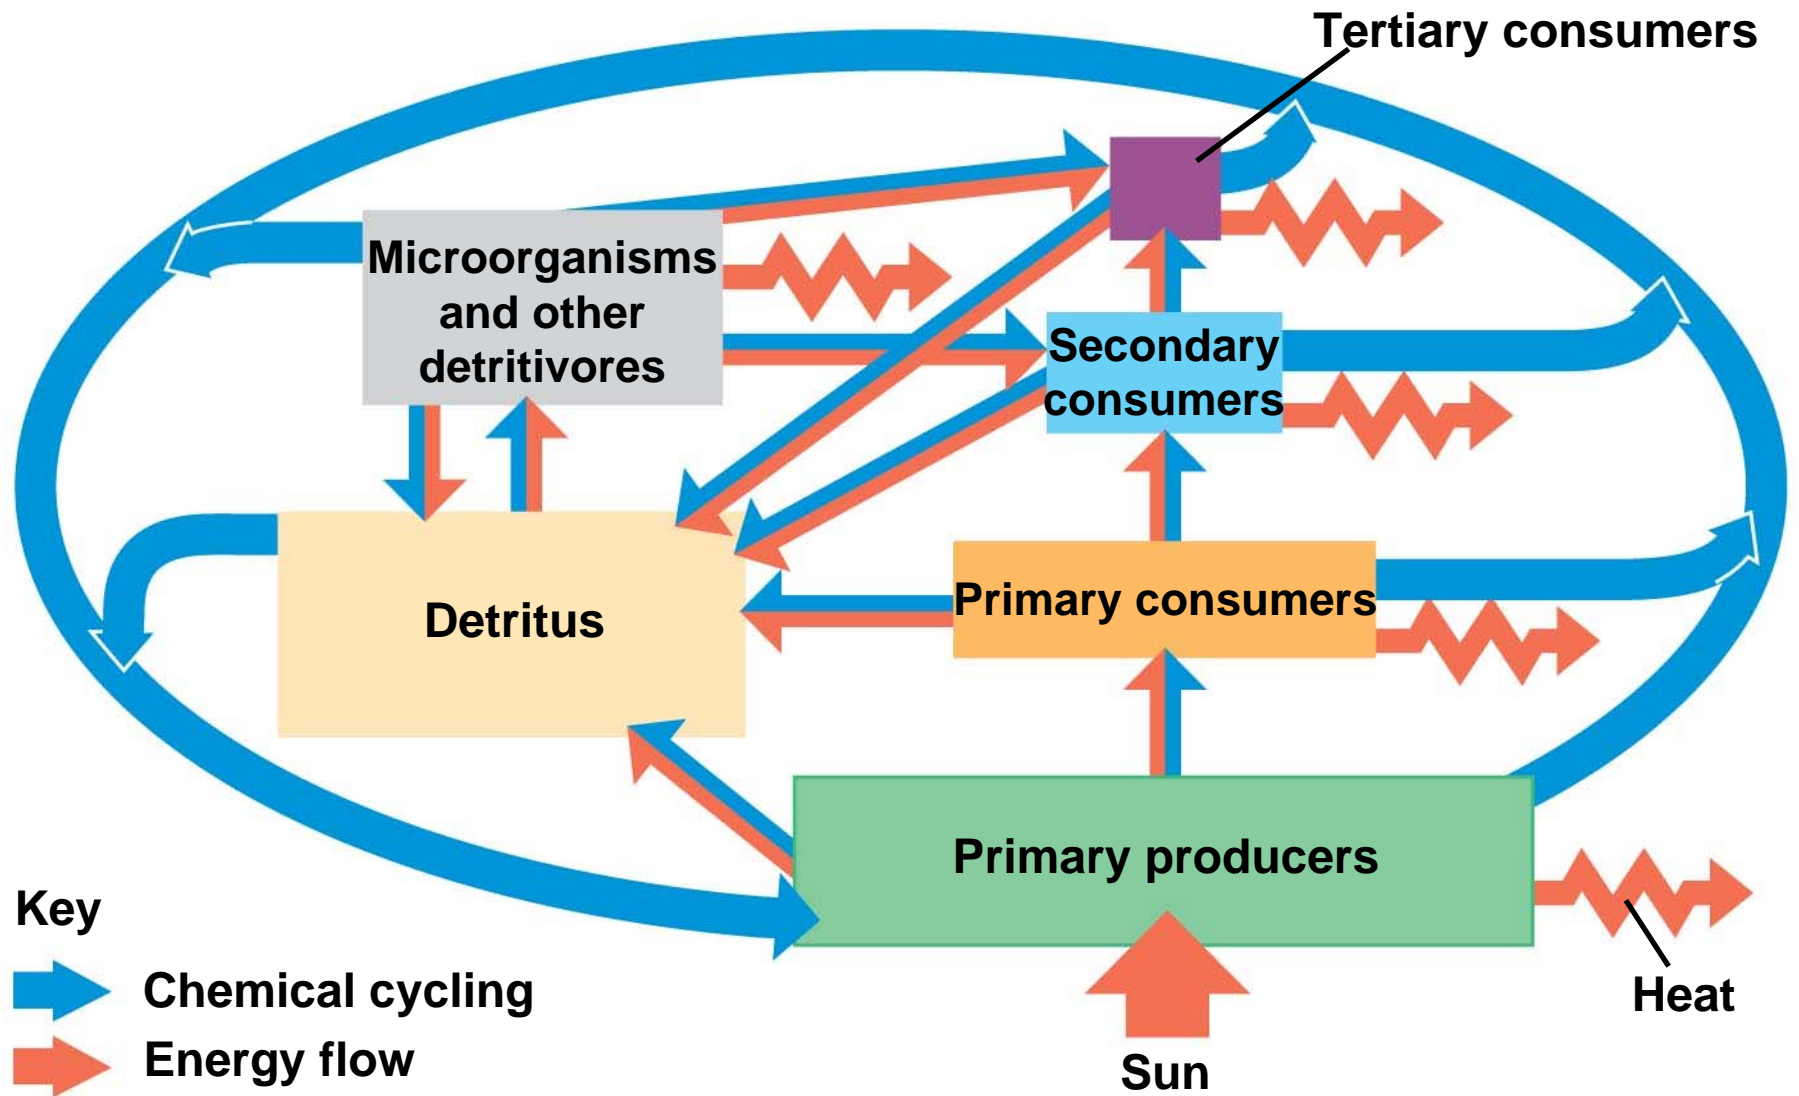 Tertiary consumers
Microorganisms
and other
detritivores
Secondary
consumers
Detritus
Primary consumers
Primary producers
Heat
Sun
Key
Chemical cycling
Energy flow